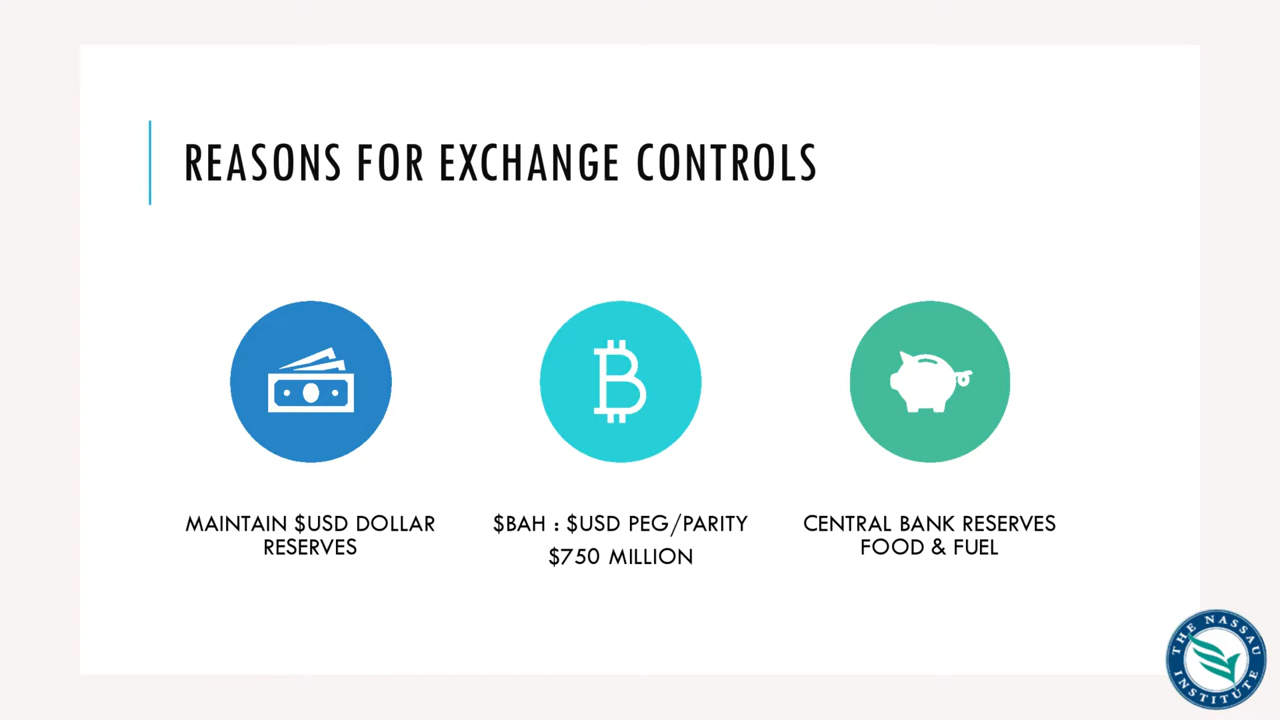 REASONS FOR EXCHANGE CONTROLS
MAINTAIN $USD DOLLAR
RESERVES
$BAH : $USD PEG/PARITY
$750 MILLION
CENTRAL BANK RESERVES
FOOD & FUEL
THE NASSAU
INSTITUTE